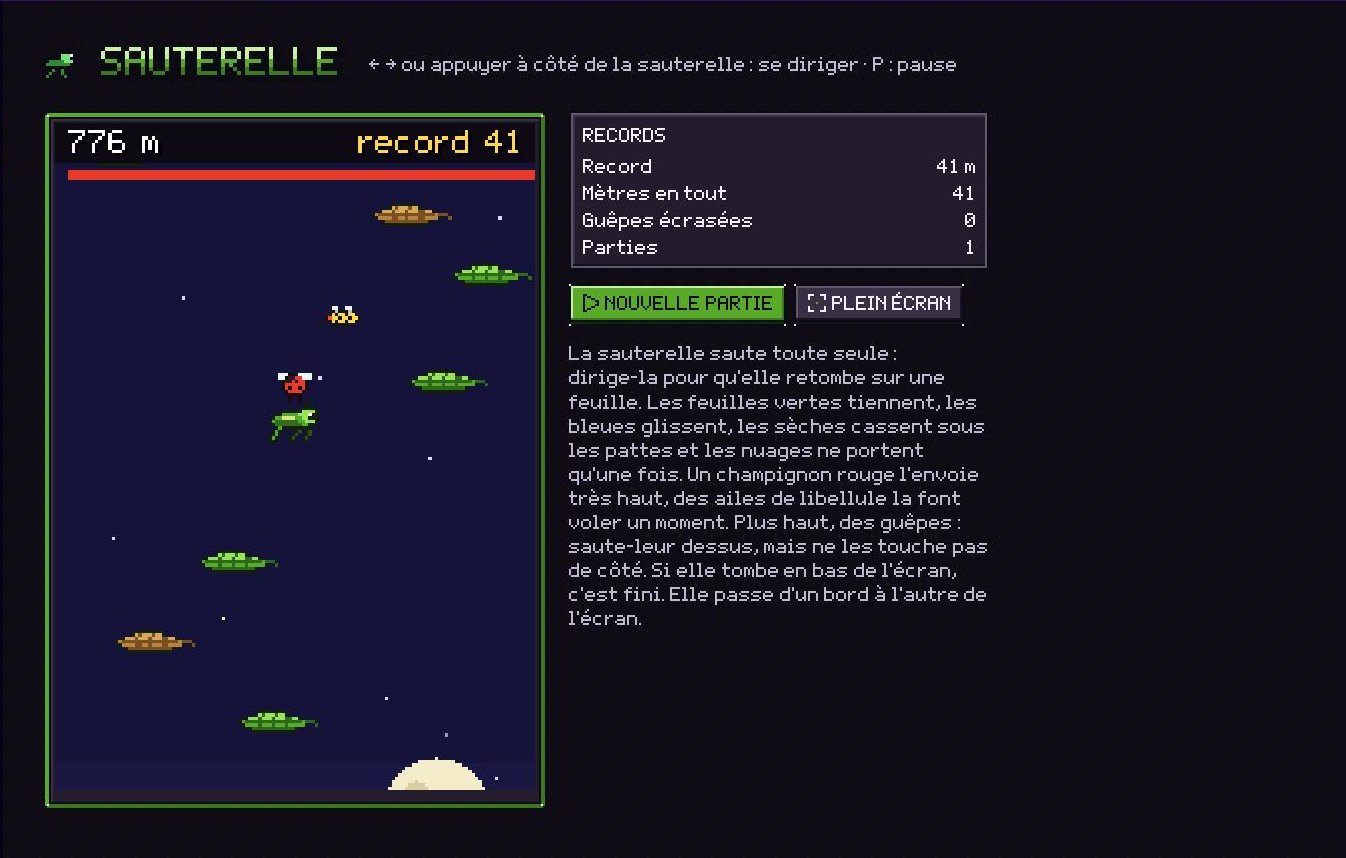 SAUTERELLE
←→ ou appuyer à côté de la sauterelle : se diriger · P : pause
776 m
record 41
RECORDS
Record 41 m
Mètres en tout 41
Guêpes écrasées 0
Parties 1
NOUVELLE PARTIE
PLEIN ÉCRAN
La sauterelle saute toute seule :
dirige-la pour qu'elle retombe sur une
feuille. Les feuilles vertes tiennent, les
bleues glissent, les sèches cassent sous
les pattes et les nuages ne portent
qu'une fois. Un champignon rouge l'envoie
très haut, des ailes de libellule la font
voler un moment. Plus haut, des guêpes :
saute-leur dessus, mais ne les touche pas
de côté. Si elle tombe en bas de l'écran,
c'est fini. Elle passe d'un bord à l'autre de
l'écran.